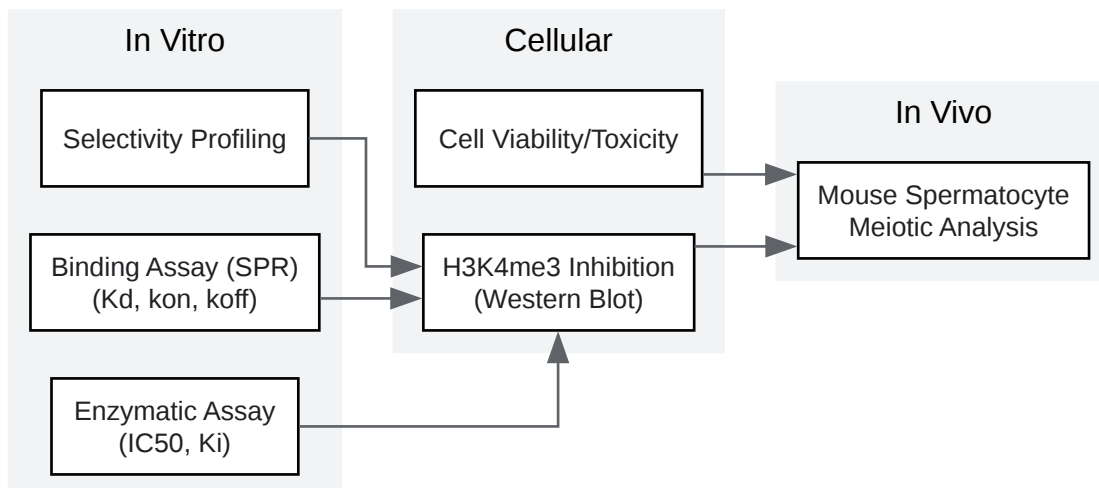 In Vitro
Selectivity Profiling
Binding Assay (SPR)
(Kd, kon, koff)
Enzymatic Assay
(IC50, Ki)
Cellular
Cell Viability/Toxicity
H3K4me3 Inhibition
(Western Blot)
In Vivo
Mouse Spermatocyte
Meiotic Analysis